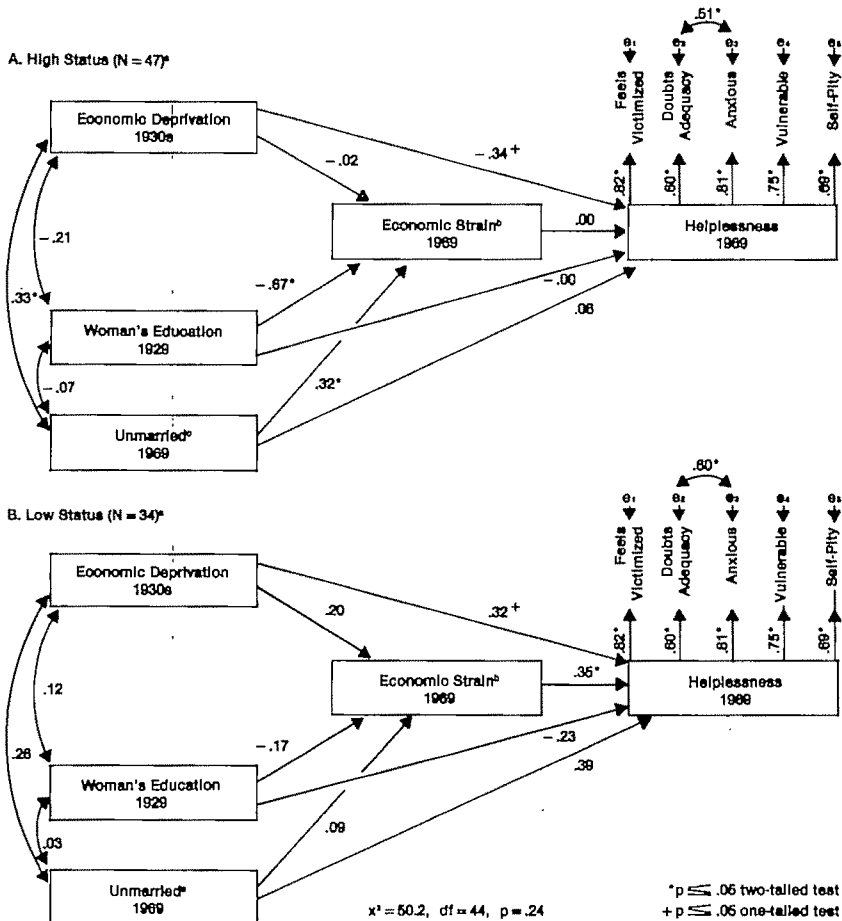 .51*
A. High Status (N = 47)ᵃ
e₁ e₂ e₃ e₄ e₅
Feels Victimized
Doubts Adequacy
Anxious
Vulnerable
Self-Pity
.82* .60* .81* .75* .69*
Economic Deprivation
1930s
−.34+
−.02
Economic Strainᵇ
1969
.00
Helplessness
1969
−.21
.33*
−.67*
−.00
.06
Woman's Education
1929
.32*
−.07
Unmarriedᶜ
1969
.60*
B. Low Status (N = 34)ᵃ
e₁ e₂ e₃ e₄ e₅
Feels Victimized
Doubts Adequacy
Anxious
Vulnerable
Self-Pity
.82* .60* .81* .75* .69*
Economic Deprivation
1930s
.32+
.20
Economic Strainᵇ
1969
.35*
Helplessness
1969
.12
.26
−.17
−.23
.39
Woman's Education
1929
.09
.03
Unmarried
1969
x² = 50.2, df = 44, p = .24
*p ≤ .05 two-tailed test
+ p ≤ .05 one-tailed test